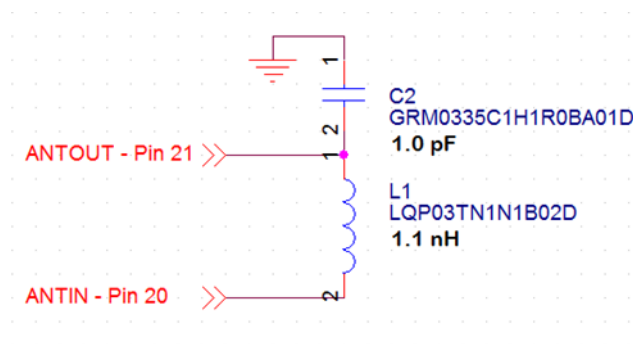 1
C2
GRM0335C1H1R0BA01D
2
1.0 pF
ANTOUT - Pin 21
1
L1
LQP03TN1N1B02D
1.1 nH
ANTIN - Pin 20
2